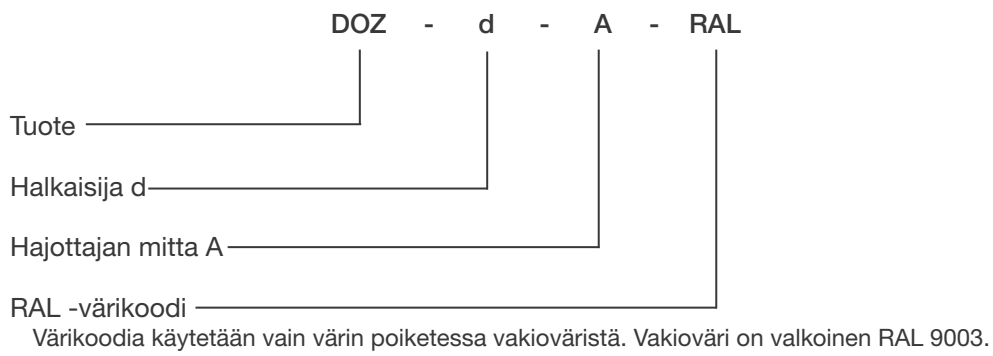 DOZ - d - A - RAL
Tuote
Halkaisija d
Hajottajan mitta A
RAL -värikoodi
Värikoodia käytetään vain värin poiketessa vakioväristä. Vakioväri on valkoinen RAL 9003.